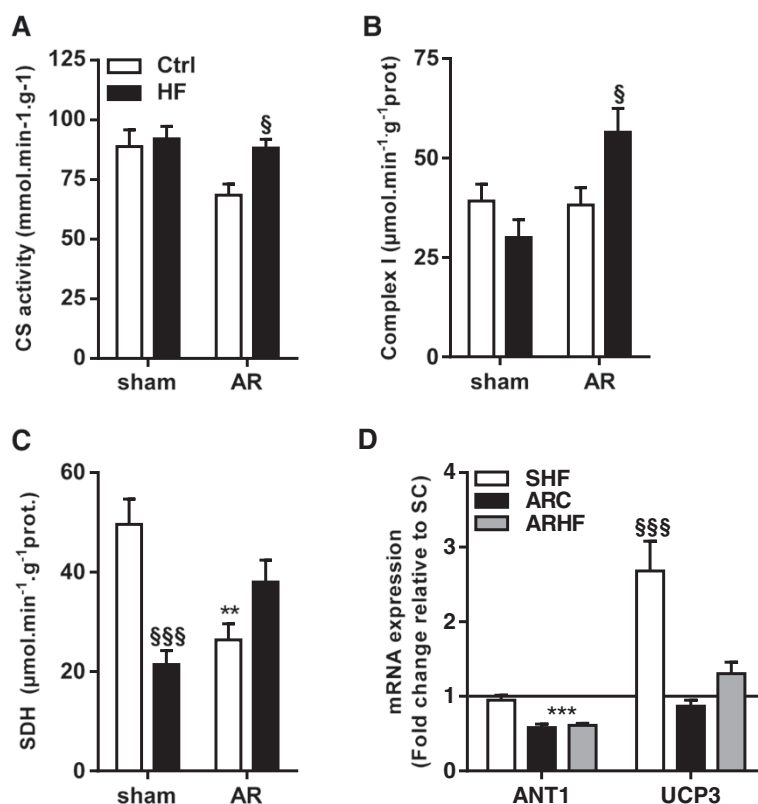 A
CS activity (mmol.min-1.g-1)
125
100
75
50
25
0
Ctrl
HF
§
sham AR
B
Complex I (µmol.min⁻¹.g⁻¹prot)
75
50
25
0
§
sham AR
C
SDH (µmol.min⁻¹.g⁻¹prot.)
60
40
20
0
§§§
**
sham AR
D
mRNA expression
(Fold change relative to SC)
4
3
2
1
0
SHF
ARC
ARHF
***
§§§
ANT1 UCP3